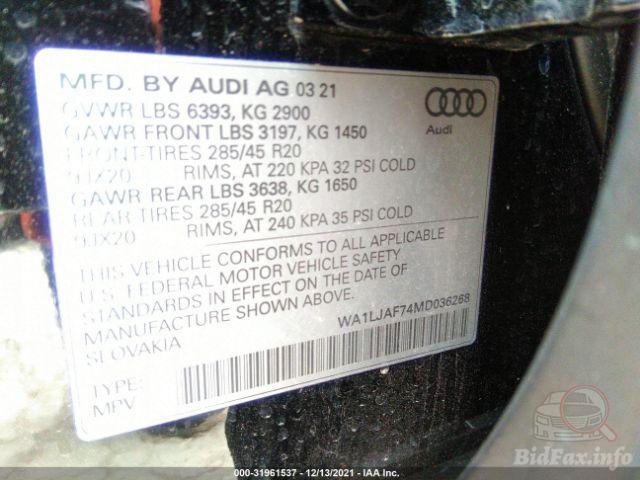 MFD. BY AUDI AG 03 21
GVWR LBS 6393, KG 2900
GAWR FRONT LBS 3197, KG 1450
FRONT-TIRES 285/45 R20
9JX20 RIMS, AT 220 KPA 32 PSI COLD
GAWR REAR LBS 3638, KG 1650
REAR TIRES 285/45 R20
9JX20 RIMS, AT 240 KPA 35 PSI COLD
THIS VEHICLE CONFORMS TO ALL APPLICABLE
U.S. FEDERAL MOTOR VEHICLE SAFETY
STANDARDS IN EFFECT ON THE DATE OF
MANUFACTURE SHOWN ABOVE.
SLOVAKIA
WA1LJAF74MD036268
TYPE:
MPV
Audi
000-31961537 - 12/13/2021 - IAA Inc.
BidFax.info